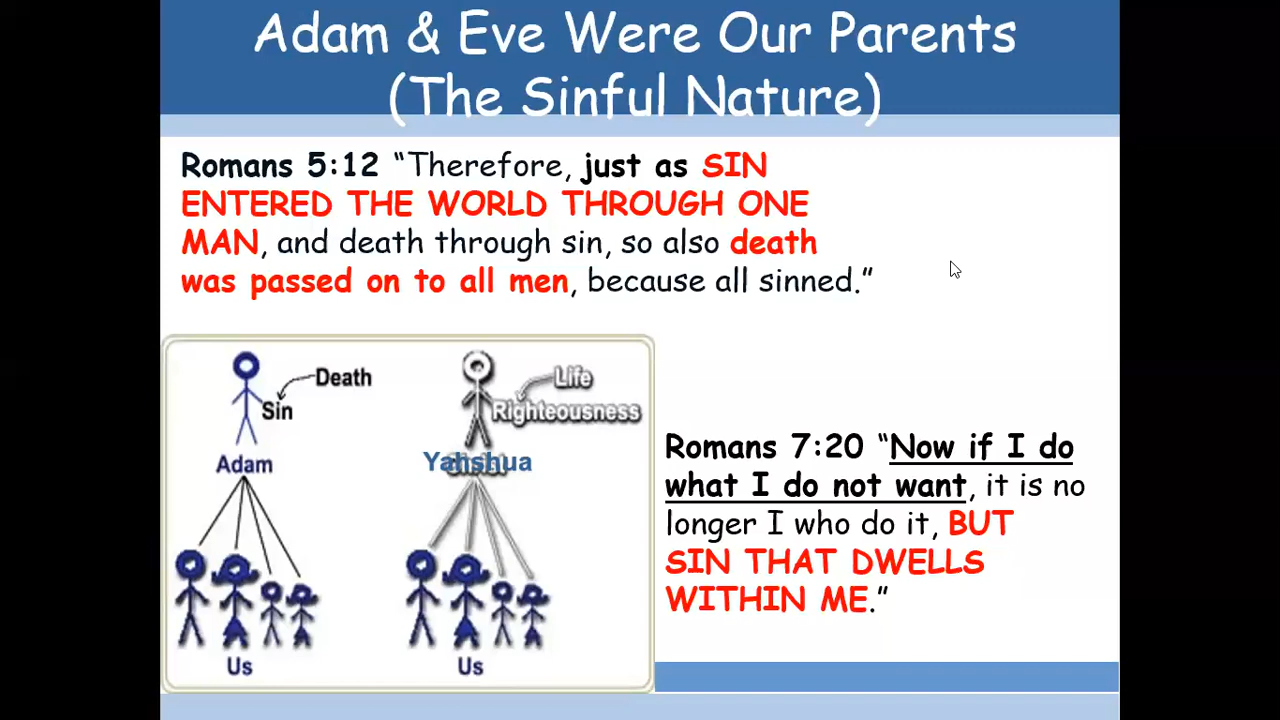 Adam & Eve Were Our Parents
(The Sinful Nature)
Romans 5:12 “Therefore, just as SIN
ENTERED THE WORLD THROUGH ONE
MAN, and death through sin, so also death
was passed on to all men, because all sinned.”
Death
Sin
Adam
Us
Life
Righteousness
Yahshua
Us
Romans 7:20 “Now if I do
what I do not want, it is no
longer I who do it, BUT
SIN THAT DWELLS
WITHIN ME.”